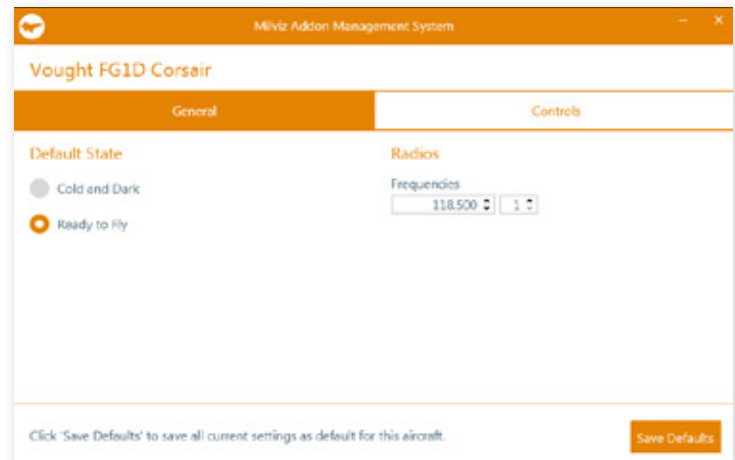 Milviz Addon Management System
Vought FG1D Corsair
General
Controls
Default State
Cold and Dark
Ready to Fly
Radios
Frequencies
118.500 1
Click 'Save Defaults' to save all current settings as default for this aircraft.
Save Defaults